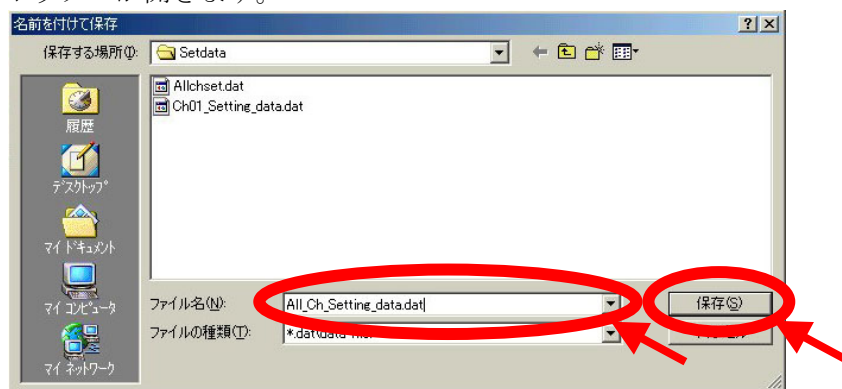 名前を付けて保存
保存する場所(I):
Setdata
Allchset.dat
Ch01_Setting_data.dat
履歴
デスクトップ
マイ ドキュメント
マイ コンピュータ
マイ ネットワーク
ファイル名(N):
All_Ch_Setting_data.dat
保存(S)
ファイルの種類(T):